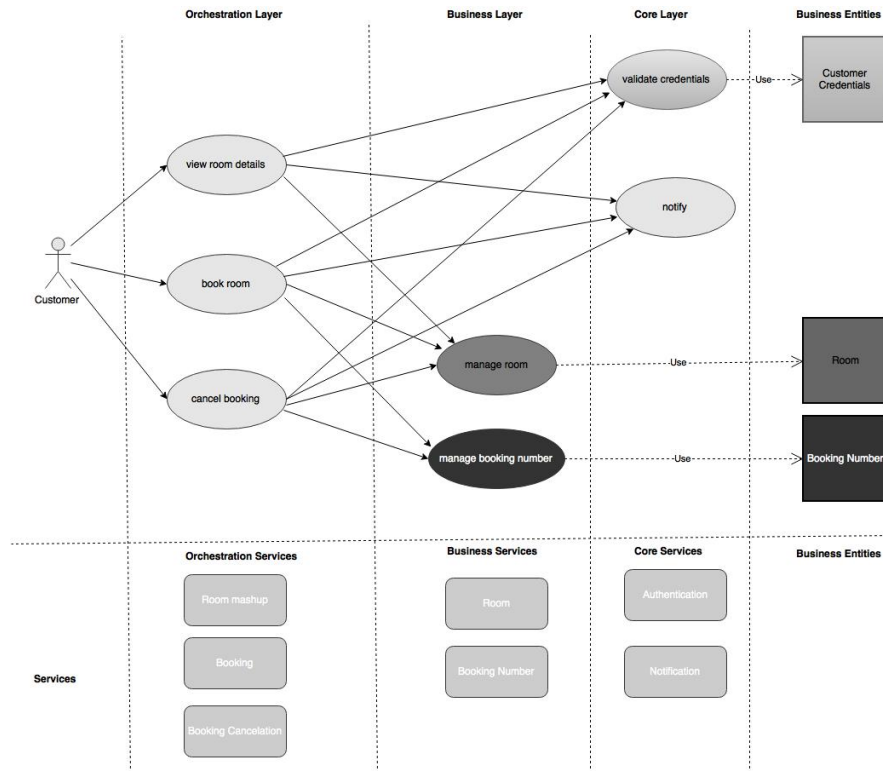 Orchestration Layer
Business Layer
Core Layer
Business Entities
validate credentials
Use
Customer
Credentials
view room details
notify
Customer
book room
manage room
Use
Room
cancel booking
manage booking number
Use
Booking Number
Orchestration Services
Business Services
Core Services
Business Entities
Room mashup
Room
Authentication
Booking
Booking Number
Notification
Services
Booking Cancelation